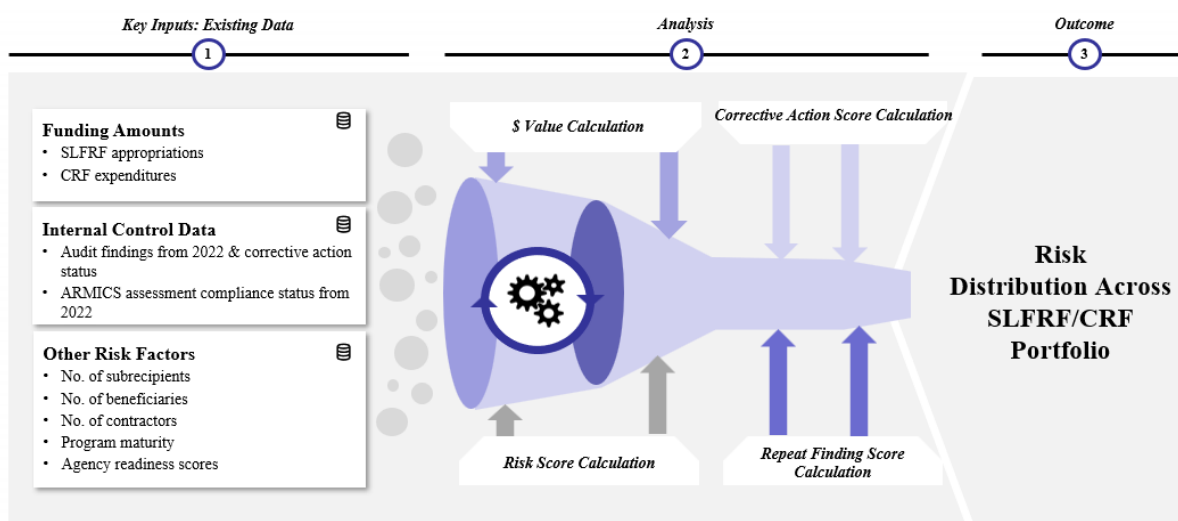 Key Inputs: Existing Data
1
Analysis
2
Outcome
3
Funding Amounts
• SLFRF appropriations
• CRF expenditures
Internal Control Data
• Audit findings from 2022 & corrective action
status
• ARMICS assessment compliance status from
2022
Other Risk Factors
• No. of subrecipients
• No. of beneficiaries
• No. of contractors
• Program maturity
• Agency readiness scores
$ Value Calculation
Corrective Action Score Calculation
Risk Score Calculation
Repeat Finding Score
Calculation
Risk
Distribution Across
SLFRF/CRF
Portfolio